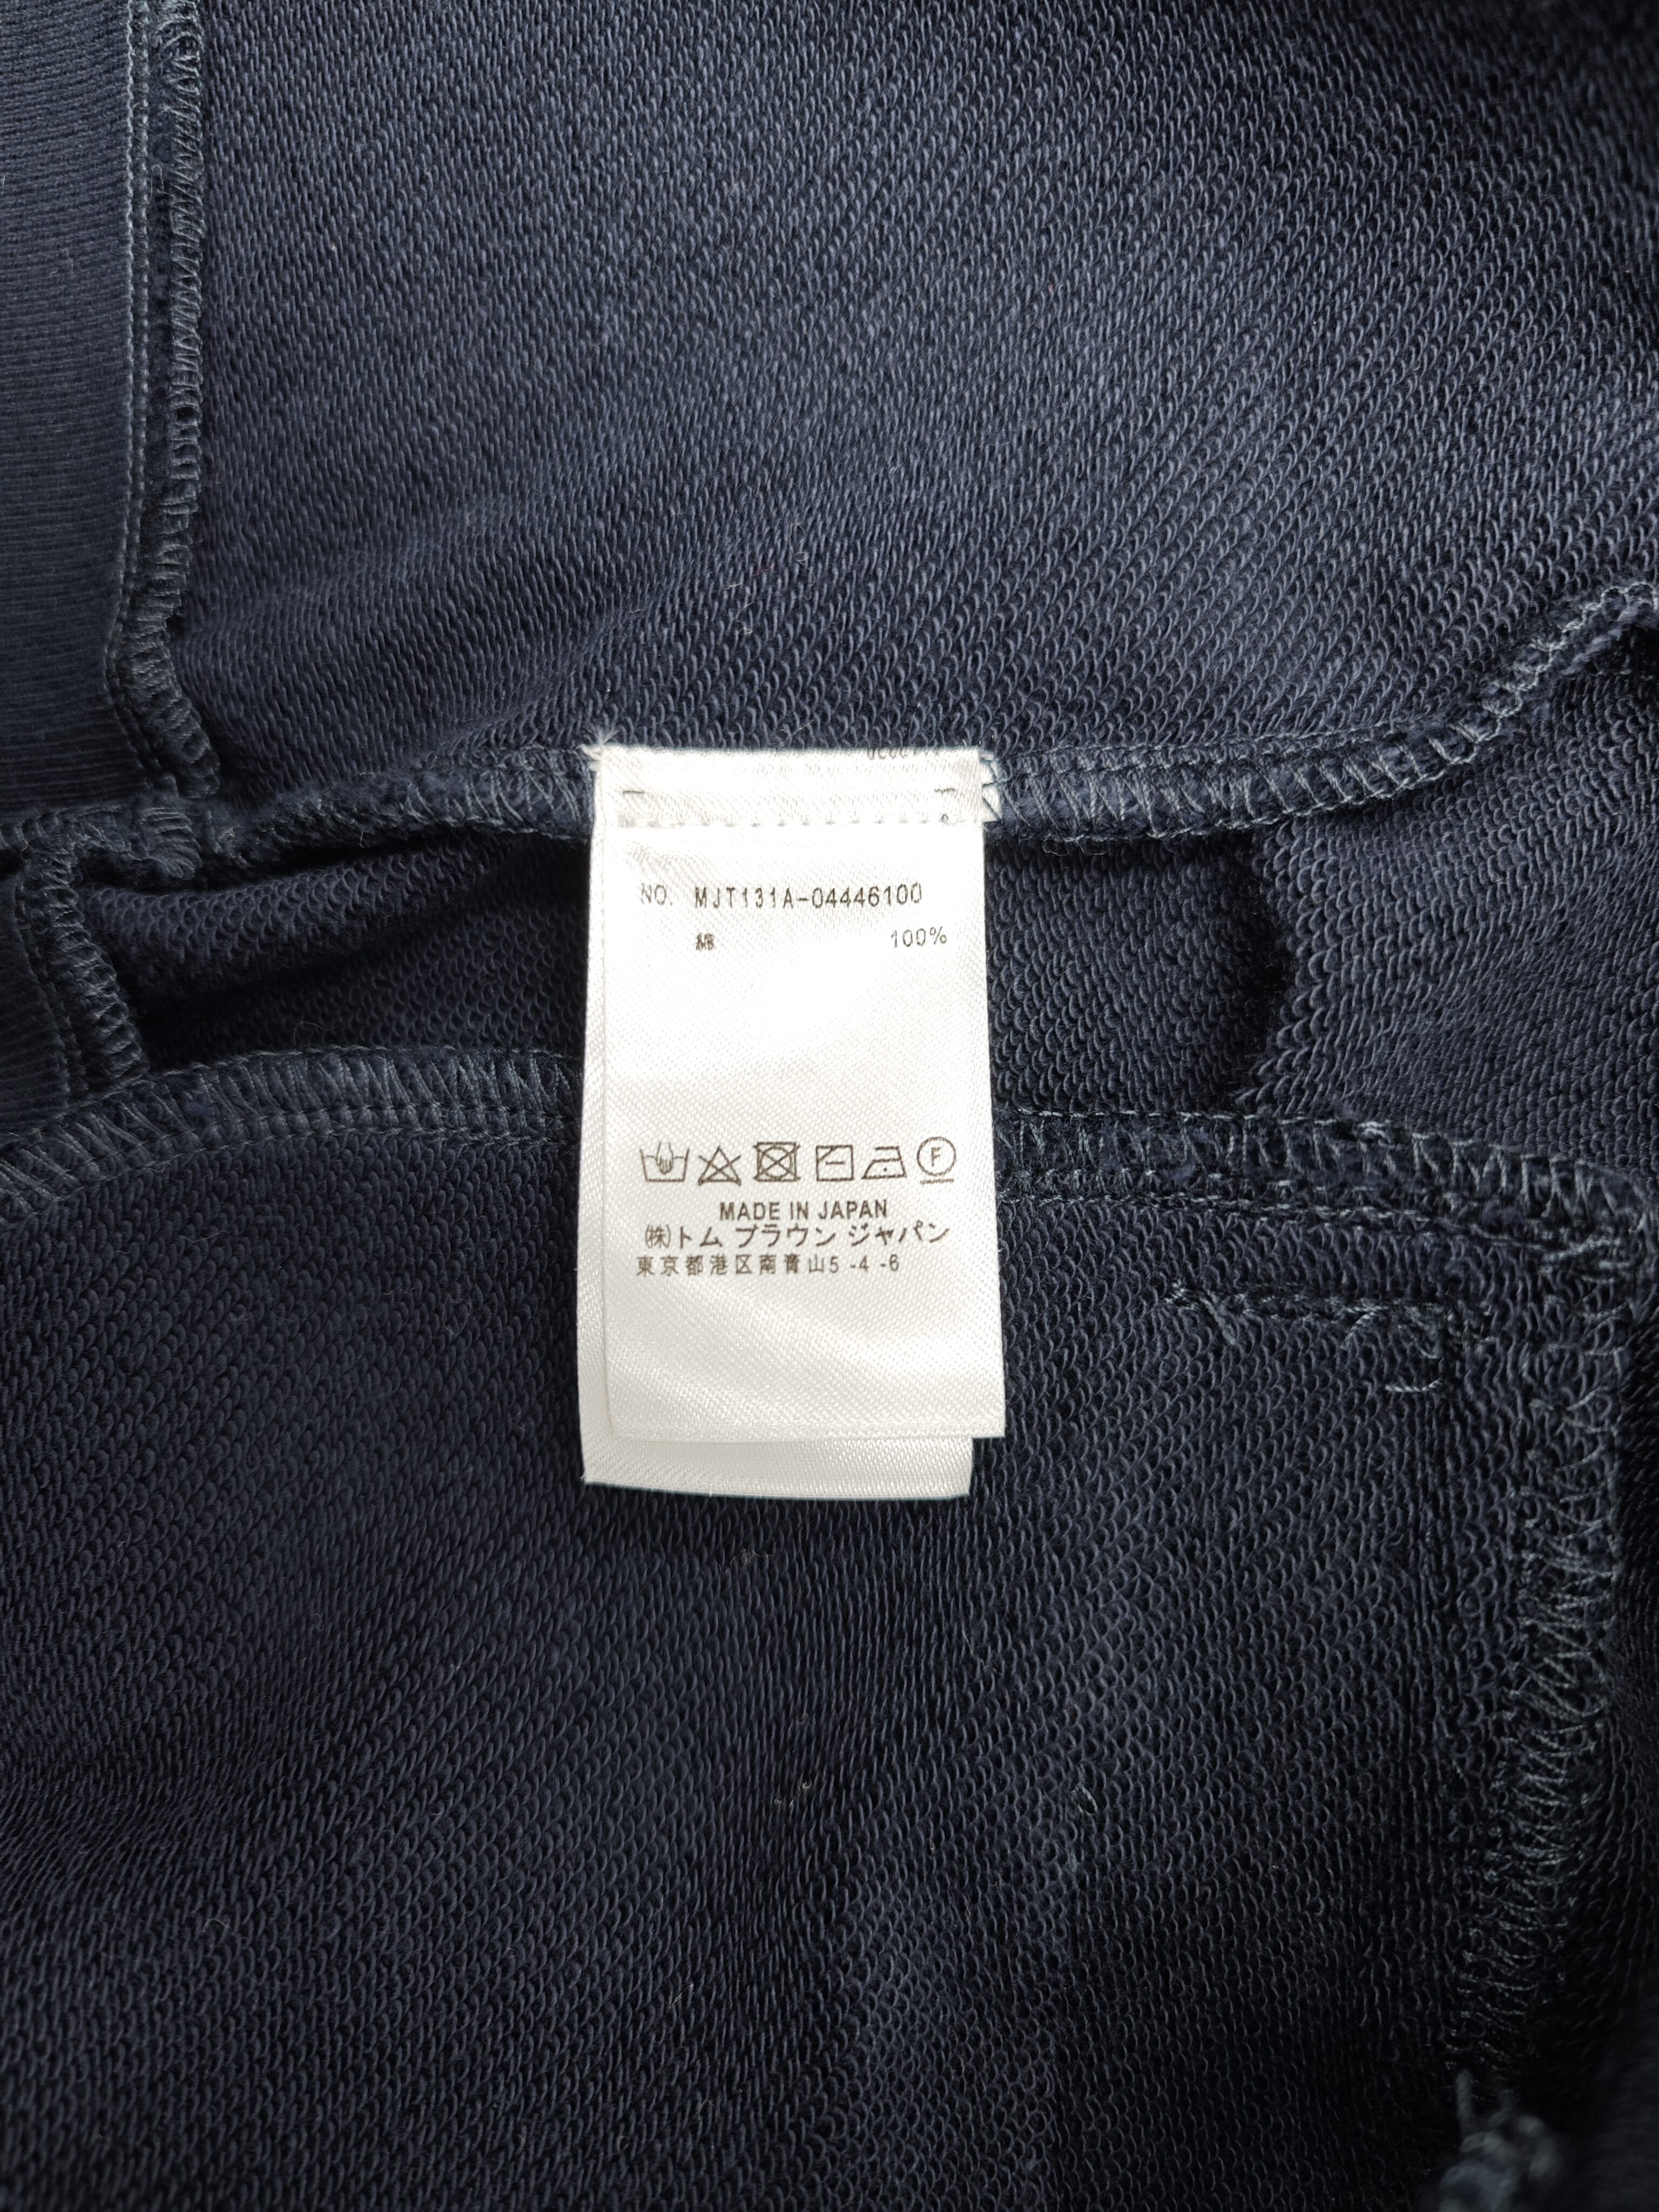 NO. MJT131A-04446100
綿 100%
F
MADE IN JAPAN
㈱トム ブラウン ジャパン
東京都港区南青山5-4-6